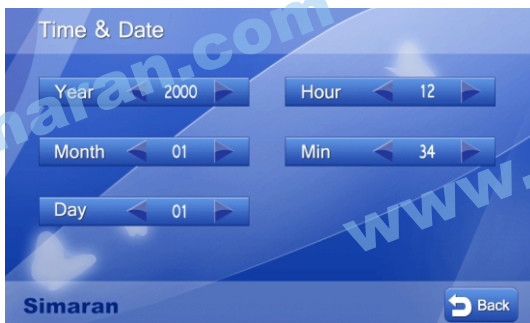 Time & Date
Year 2000
Hour 12
Month 01
Min 34
Day 01
Simaran
Back
maran.com
www.